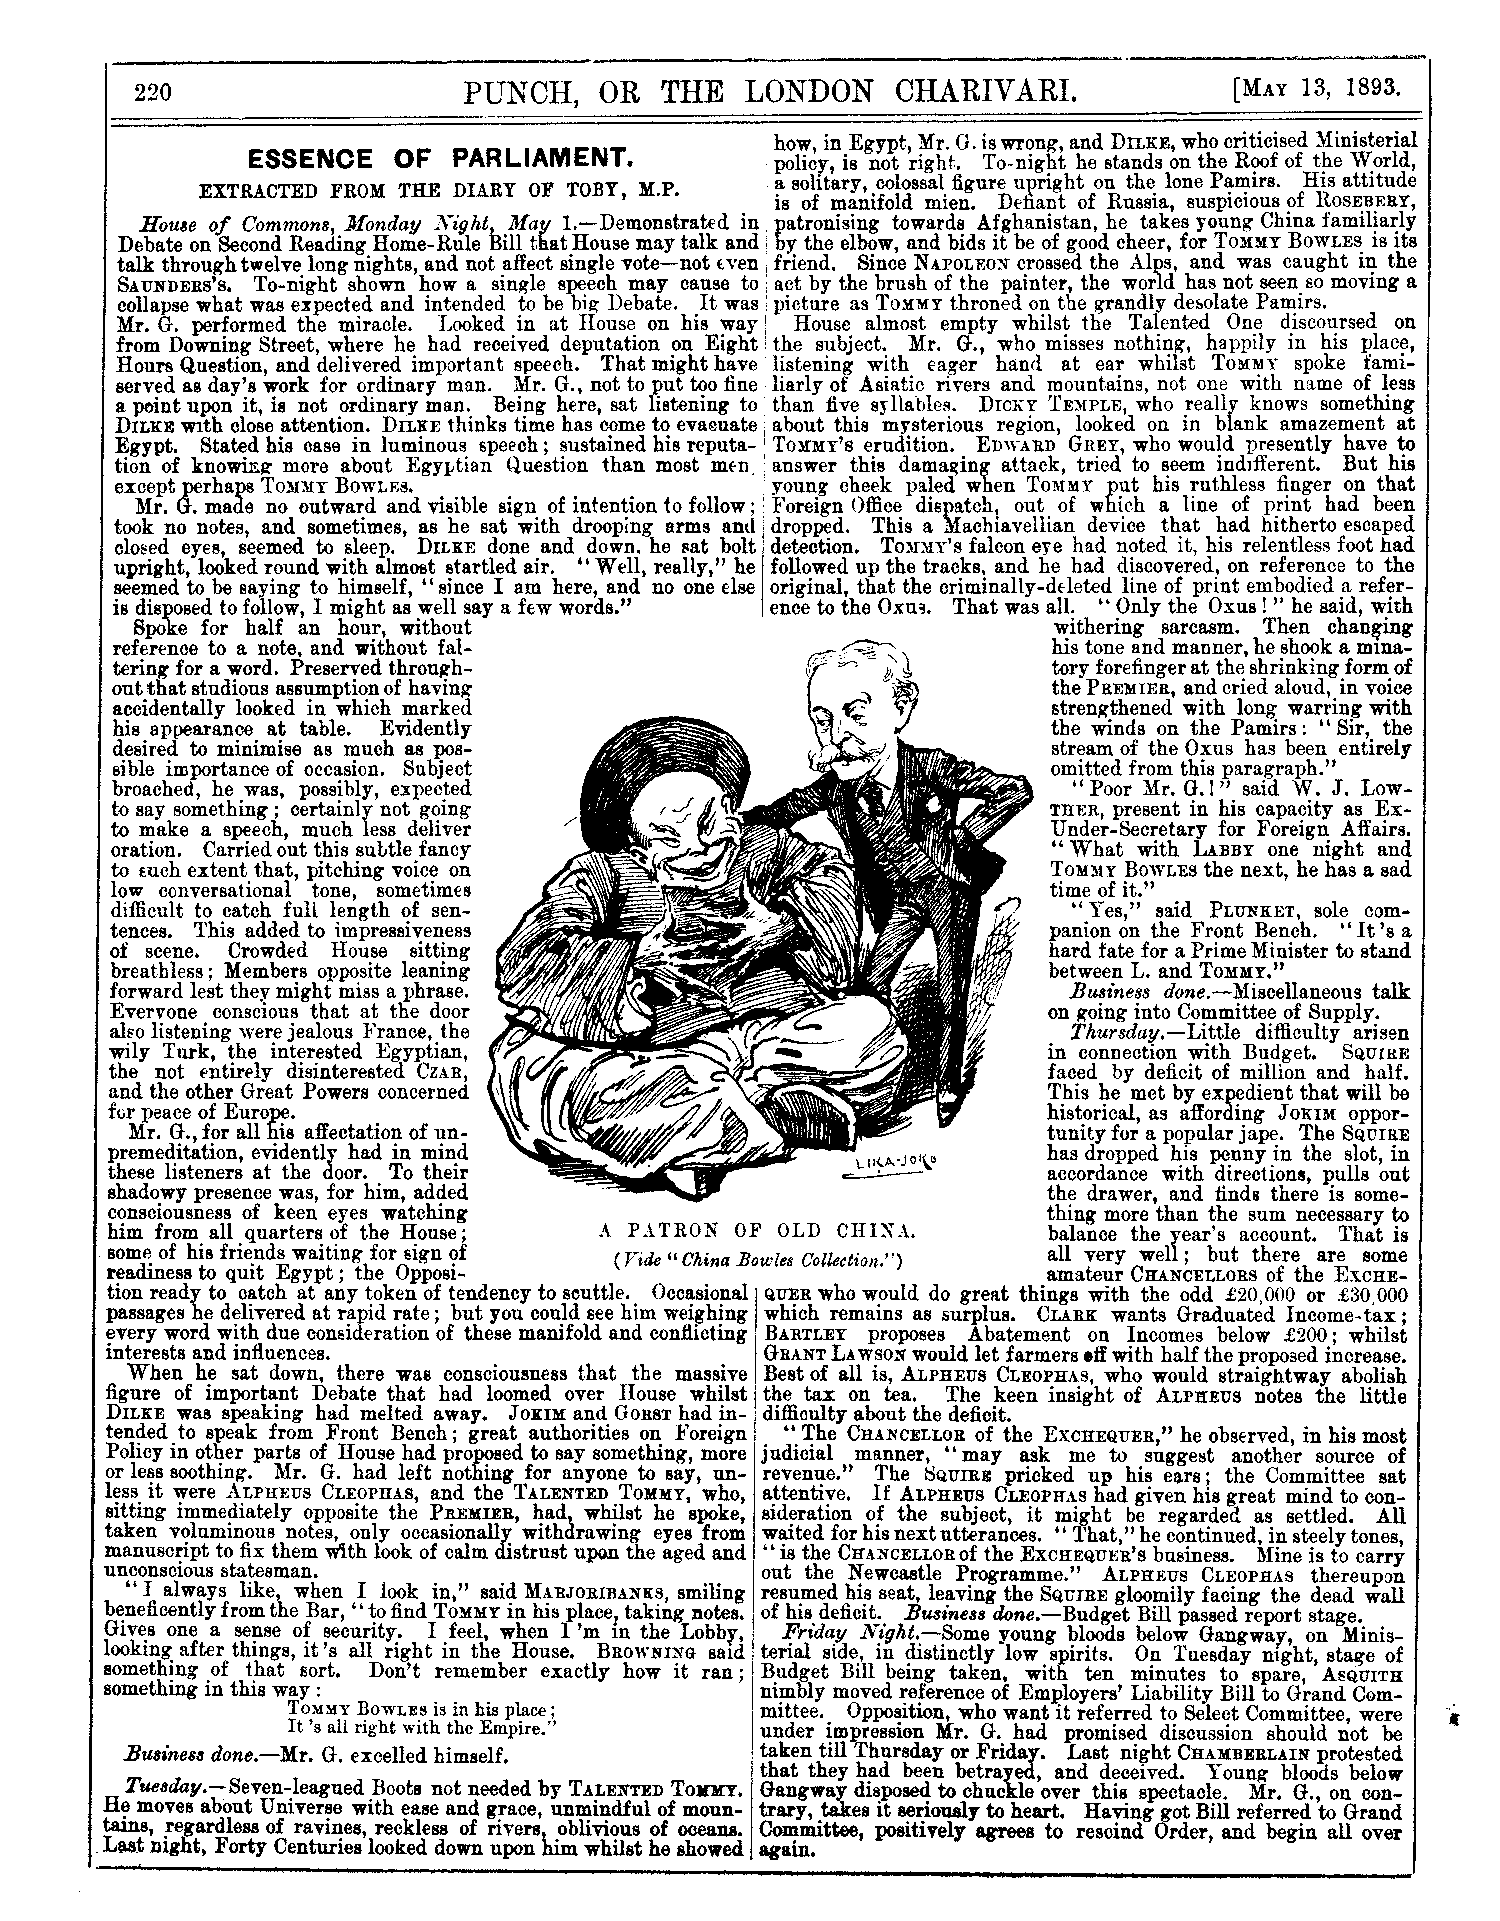 220
PUNCH, OR THE LONDON CHARIVARI.
[MAY 13, 1893.
ESSENCE OF PARLIAMENT.
EXTRACTED FROM THE DIARY OF TOBY, M.P.
House of Commons, Monday Night, May 1.—Demonstrated in
Debate on Second Reading Home-Rule Bill that House may talk and
talk through twelve long nights, and not affect single vote—not even
SAUNDERS'S. To-night shown how a single speech may cause to
collapse what was expected and intended to be big Debate. It was
Mr. G. performed the miracle. Looked in at House on his way
from Downing Street, where he had received deputation on Eight
Hours Question, and delivered important speech. That might have
served as day's work for ordinary man. Mr. G., not to put too fine
a point upon it, is not ordinary man. Being here, sat listening to
DILKE with close attention. DILKE thinks time has come to evacuate
Egypt. Stated his case in luminous speech; sustained his reputa-
tion of knowing more about Egyptian Question than most men,
except perhaps TOMMY BOWLES.
Mr. G. made no outward and visible sign of intention to follow;
took no notes, and sometimes, as he sat with drooping arms and
closed eyes, seemed to sleep. DILKE done and down, he sat bolt
upright, looked round with almost startled air. "Well, really," he
seemed to be saying to himself, "since I am here, and no one else
is disposed to follow, I might as well say a few words."
Spoke for half an hour, without
reference to a note, and without fal-
tering for a word. Preserved through-
out that studious assumption of having
accidentally looked in which marked
his appearance at table. Evidently
desired to minimise as much as pos-
sible importance of occasion. Subject
broached, he was, possibly, expected
to say something; certainly not going
to make a speech, much less deliver
oration. Carried out this subtle fancy
to such extent that, pitching voice on
low conversational tone, sometimes
difficult to catch full length of sen-
tences. This added to impressiveness
of scene. Crowded House sitting
breathless; Members opposite leaning
forward lest they might miss a phrase.
Everyone conscious that at the door
also listening were jealous France, the
wily Turk, the interested Egyptian,
the not entirely disinterested CZAR,
and the other Great Powers concerned
for peace of Europe.
Mr. G., for all his affectation of un-
premeditation, evidently had in mind
these listeners at the door. To their
shadowy presence was, for him, added
consciousness of keen eyes watching
him from all quarters of the House;
some of his friends waiting for sign of
readiness to quit Egypt; the Opposi-
tion ready to catch at any token of tendency to scuttle. Occasional
passages he delivered at rapid rate; but you could see him weighing
every word with due consideration of these manifold and conflicting
interests and influences.
When he sat down, there was consciousness that the massive
figure of important Debate that had loomed over House whilst
DILKE was speaking had melted away. JOKIM and GORST had in-
tended to speak from Front Bench; great authorities on Foreign
Policy in other parts of House had proposed to say something, more
or less soothing. Mr. G. had left nothing for anyone to say, un-
less it were ALPHEUS CLEOPHAS, and the TALENTED TOMMY, who,
sitting immediately opposite the PREMIER, had, whilst he spoke,
taken voluminous notes, only occasionally withdrawing eyes from
manuscript to fix them with look of calm distrust upon the aged and
unconscious statesman.
"I always like, when I look in," said MARJORIBANKS, smiling
beneficently from the Bar, "to find TOMMY in his place, taking notes.
Gives one a sense of security. I feel, when I'm in the Lobby,
looking after things, it's all right in the House. BROWNING said
something of that sort. Don't remember exactly how it ran;
something in this way:
TOMMY BOWLES is in his place;
It's all right with the Empire."
Business done.—Mr. G. excelled himself.
Tuesday.—Seven-leagued Boots not needed by TALENTED TOMMY.
He moves about Universe with ease and grace, unmindful of moun-
tains, regardless of ravines, reckless of rivers, oblivious of oceans.
Last night, Forty Centuries looked down upon him whilst he showed
how, in Egypt, Mr. G. is wrong, and DILKE, who criticised Ministerial
policy, is not right. To-night he stands on the Roof of the World,
a solitary, colossal figure upright on the lone Pamirs. His attitude
is of manifold mien. Defiant of Russia, suspicious of ROSEBERY,
patronising towards Afghanistan, he takes young China familiarly
by the elbow, and bids it be of good cheer, for TOMMY BOWLES is its
friend. Since NAPOLEON crossed the Alps, and was caught in the
act by the brush of the painter, the world has not seen so moving a
picture as TOMMY throned on the grandly desolate Pamirs.
House almost empty whilst the Talented One discoursed on
the subject. Mr. G., who misses nothing, happily in his place,
listening with eager hand at ear whilst TOMMY spoke fami-
liarly of Asiatic rivers and mountains, not one with name of less
than five syllables. DICKY TEMPLE, who really knows something
about this mysterious region, looked on in blank amazement at
TOMMY'S erudition. EDWARD GREY, who would presently have to
answer this damaging attack, tried to seem indifferent. But his
young cheek paled when TOMMY put his ruthless finger on that
Foreign Office dispatch, out of which a line of print had been
dropped. This a Machiavellian device that had hitherto escaped
detection. TOMMY'S falcon eye had noted it, his relentless foot had
followed up the tracks, and he had discovered, on reference to the
original, that the criminally-deleted line of print embodied a refer-
ence to the Oxus. That was all. "Only the Oxus!" he said, with
withering sarcasm. Then changing
his tone and manner, he shook a mina-
tory forefinger at the shrinking form of
the PREMIER, and cried aloud, in voice
strengthened with long warring with
the winds on the Pamirs: "Sir, the
stream of the Oxus has been entirely
omitted from this paragraph."
"Poor Mr. G.!" said W. J. LOW-
THER, present in his capacity as Ex-
Under-Secretary for Foreign Affairs.
"What with LABBY one night and
TOMMY BOWLES the next, he has a sad
time of it."
"Yes," said PLUNKET, sole com-
panion on the Front Bench. "It's a
hard fate for a Prime Minister to stand
between L. and TOMMY."
Business done.—Miscellaneous talk
on going into Committee of Supply.
Thursday.—Little difficulty arisen
in connection with Budget. SQUIRE
faced by deficit of million and half.
This he met by expedient that will be
historical, as affording JOKIM oppor-
tunity for a popular jape. The SQUIRE
has dropped his penny in the slot, in
accordance with directions, pulls out
the drawer, and finds there is some-
thing more than the sum necessary to
balance the year's account. That is
all very well; but there are some
amateur CHANCELLORS of the EXCHE-
QUER who would do great things with the odd £20,000 or £30,000
which remains as surplus. CLARK wants Graduated Income-tax;
BARTLEY proposes Abatement on Incomes below £200; whilst
GRANT LAWSON would let farmers off with half the proposed increase.
Best of all is, ALPHEUS CLEOPHAS, who would straightway abolish
the tax on tea. The keen insight of ALPHEUS notes the little
difficulty about the deficit.
"The CHANCELLOR of the EXCHEQUER," he observed, in his most
judicial manner, "may ask me to suggest another source of
revenue." The SQUIRE pricked up his ears; the Committee sat
attentive. If ALPHEUS CLEOPHAS had given his great mind to con-
sideration of the subject, it might be regarded as settled. All
waited for his next utterances. "That," he continued, in steely tones,
"is the CHANCELLOR of the EXCHEQUER'S business. Mine is to carry
out the Newcastle Programme." ALPHEUS CLEOPHAS thereupon
resumed his seat, leaving the SQUIRE gloomily facing the dead wall
of his deficit. Business done.—Budget Bill passed report stage.
Friday Night.—Some young bloods below Gangway, on Minis-
terial side, in distinctly low spirits. On Tuesday night, stage of
Budget Bill being taken, with ten minutes to spare, ASQUITH
nimbly moved reference of Employers' Liability Bill to Grand Com-
mittee. Opposition, who want it referred to Select Committee, were
under impression Mr. G. had promised discussion should not be
taken till Thursday or Friday. Last night CHAMBERLAIN protested
that they had been betrayed, and deceived. Young bloods below
Gangway disposed to chuckle over this spectacle. Mr. G., on con-
trary, takes it seriously to heart. Having got Bill referred to Grand
Committee, positively agrees to rescind Order, and begin all over
again.
LIKA-JOKO
A PATRON OF OLD CHINA.
(Vide "China Bowles Collection.")